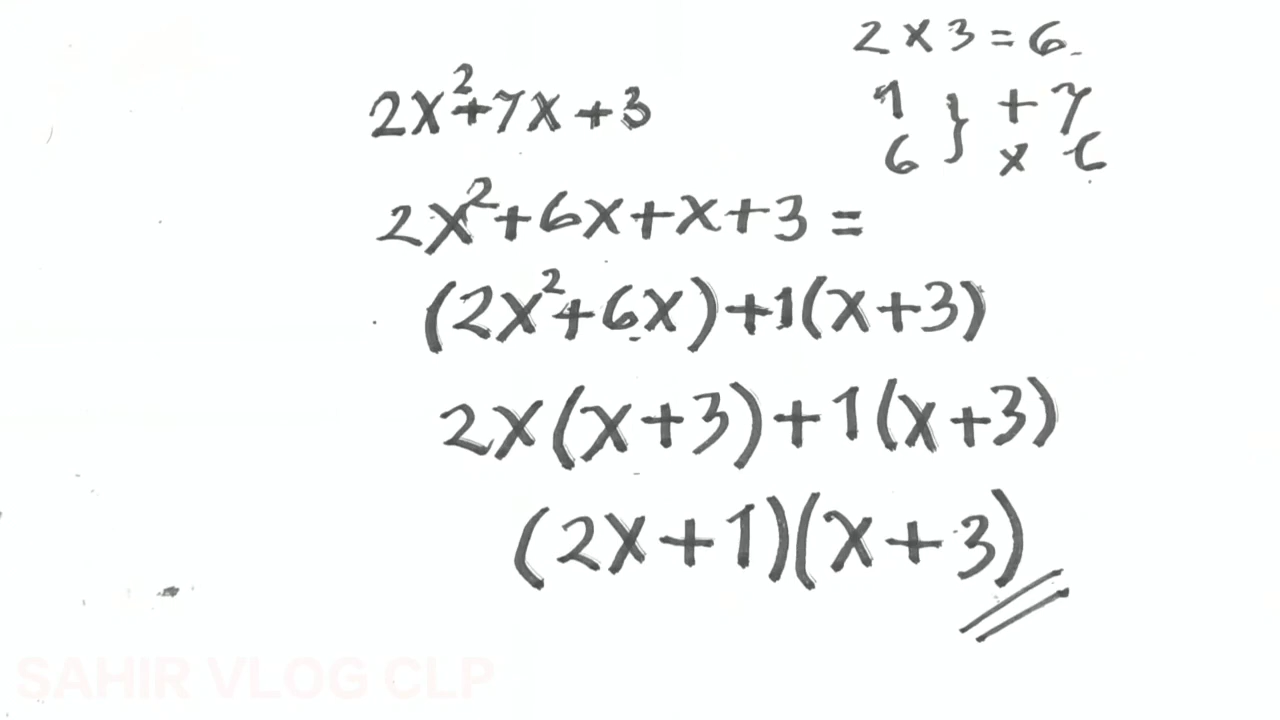 2x²+7x+3
2x²+6x+x+3=
(2x²+6x)+1(x+3)
2x(x+3)+1(x+3)
(2x+1)(x+3)
2×3=6
1 } + 7
6 } × 6
SAHIR VLOG CLP